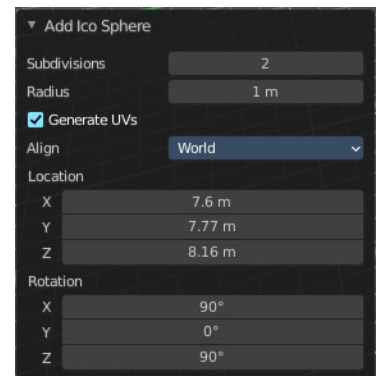 Add Ico Sphere
Subdivisions 2
Radius 1 m
Generate UVs
Align World
Location
X 7.6 m
Y 7.77 m
Z 8.16 m
Rotation
X 90°
Y 0°
Z 90°